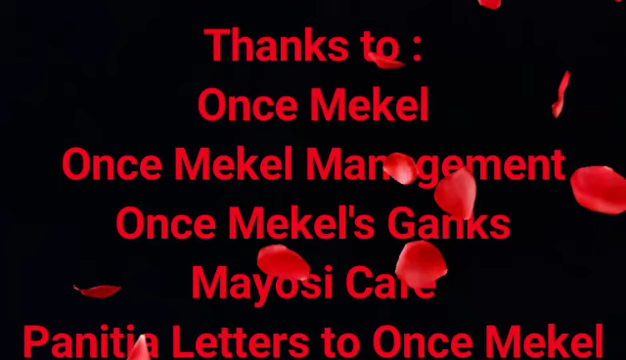 Thanks to :
Once Mekel
Once Mekel Management
Once Mekel's Ganks
Mayosi Cafe
Panitia Letters to Once Mekel